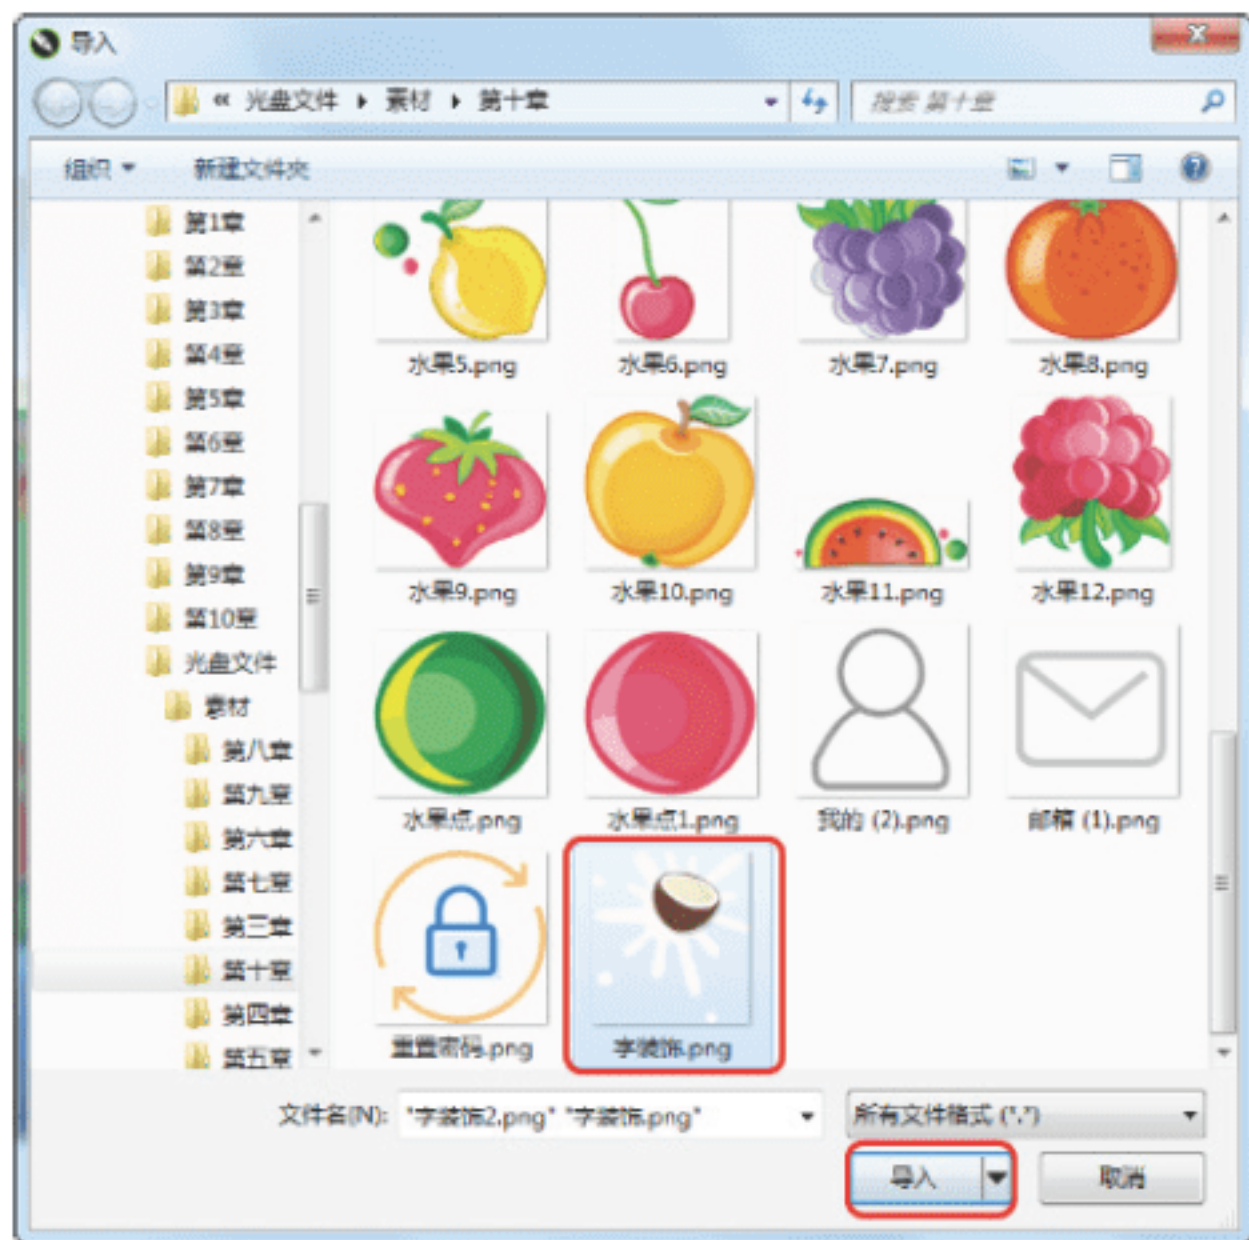 导入
« 光盘文件 ▸ 素材 ▸ 第十章
搜索 第十章
组织
新建文件夹
第1章
第2章
第3章
第4章
第5章
第6章
第7章
第8章
第9章
第10章
光盘文件
素材
第八章
第九章
第六章
第七章
第三章
第十章
第四章
第五章
水果5.png
水果6.png
水果7.png
水果8.png
水果9.png
水果10.png
水果11.png
水果12.png
水果点.png
水果点1.png
我的 (2).png
邮箱 (1).png
重置密码.png
字装饰.png
文件名(N):
"字装饰2.png" "字装饰.png"
所有文件格式 (*.*)
导入
取消